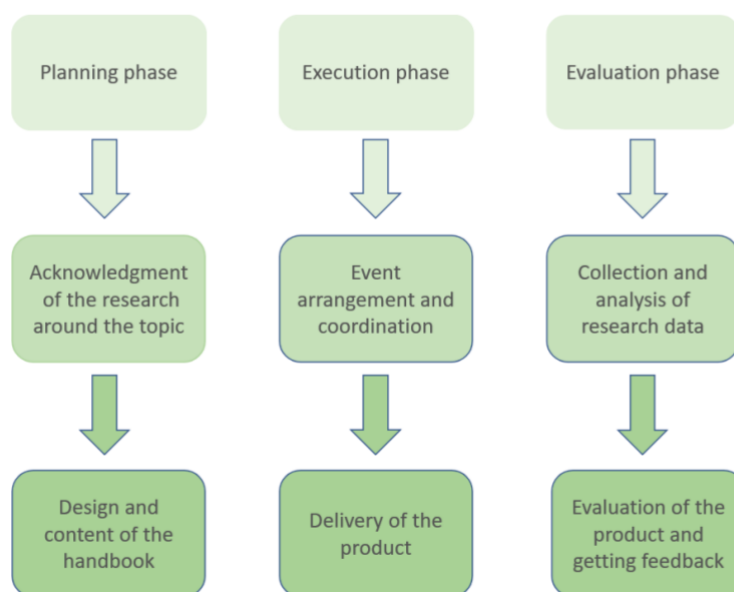 Planning phase
Execution phase
Evaluation phase
Acknowledgment
of the research
around the topic
Event
arrangement and
coordination
Collection and
analysis of
research data
Design and
content of the
handbook
Delivery of the
product
Evaluation of the
product and
getting feedback